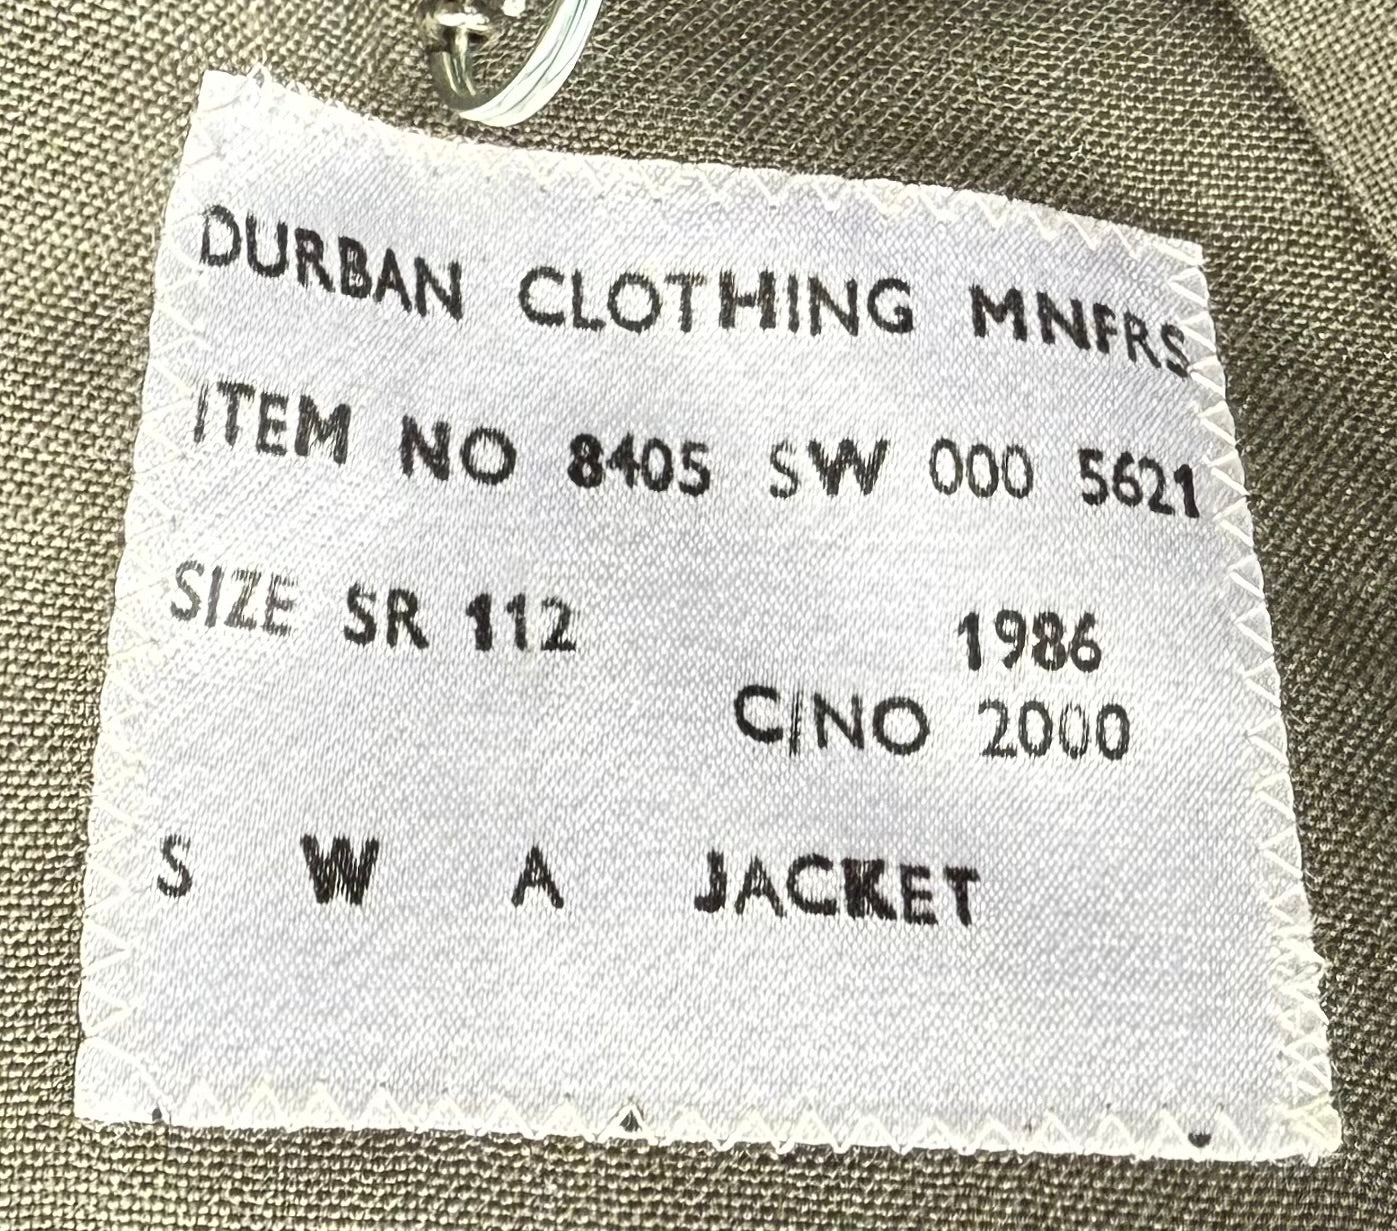 DURBAN CLOTHING MNFRS
ITEM NO 8405 SW 000 5621
SIZE SR 112 1986
C/NO 2000
S W A JACKET